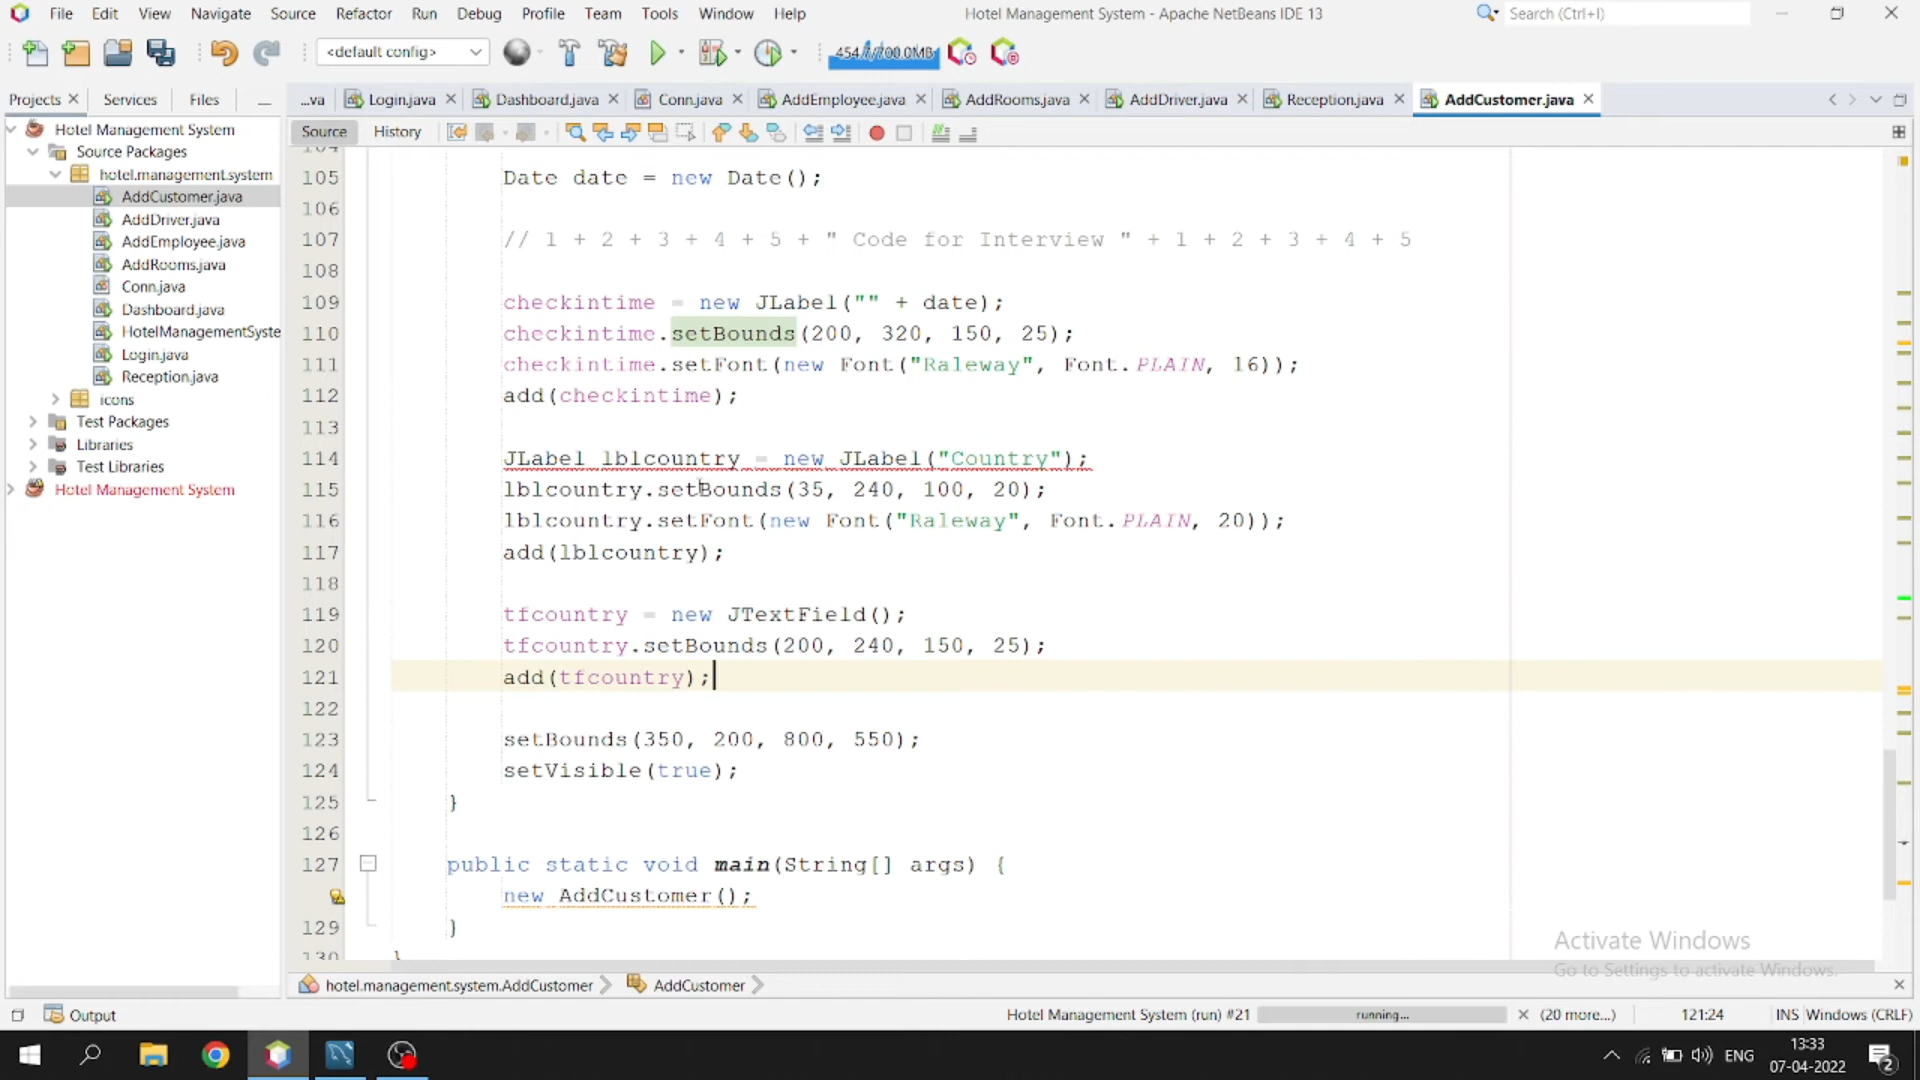 File Edit View Navigate Source Refactor Run Debug Profile Team Tools Window Help
Hotel Management System - Apache NetBeans IDE 13
Search (Ctrl+I)
<default config>
454.7/700.0MB
Projects Services Files
...va Login.java Dashboard.java Conn.java AddEmployee.java AddRooms.java AddDriver.java Reception.java AddCustomer.java
Source History
Hotel Management System
Source Packages
hotel.management.system
AddCustomer.java
AddDriver.java
AddEmployee.java
AddRooms.java
Conn.java
Dashboard.java
HotelManagementSyste
Login.java
Reception.java
icons
Test Packages
Libraries
Test Libraries
Hotel Management System
104
105 Date date = new Date();
106
107 // 1 + 2 + 3 + 4 + 5 + " Code for Interview " + 1 + 2 + 3 + 4 + 5
108
109 checkintime = new JLabel("" + date);
110 checkintime.setBounds(200, 320, 150, 25);
111 checkintime.setFont(new Font("Raleway", Font.PLAIN, 16));
112 add(checkintime);
113
114 JLabel lblcountry = new JLabel("Country");
115 lblcountry.setBounds(35, 240, 100, 20);
116 lblcountry.setFont(new Font("Raleway", Font.PLAIN, 20));
117 add(lblcountry);
118
119 tfcountry = new JTextField();
120 tfcountry.setBounds(200, 240, 150, 25);
121 add(tfcountry);
122
123 setBounds(350, 200, 800, 550);
124 setVisible(true);
125 }
126
127 public static void main(String[] args) {
new AddCustomer();
129 }
130 }
Activate Windows
Go to Settings to activate Windows.
hotel.management.system.AddCustomer AddCustomer
Output
Hotel Management System (run) #21 running... (20 more...) 121:24 INS Windows (CRLF)
ENG
13:33
07-04-2022
2